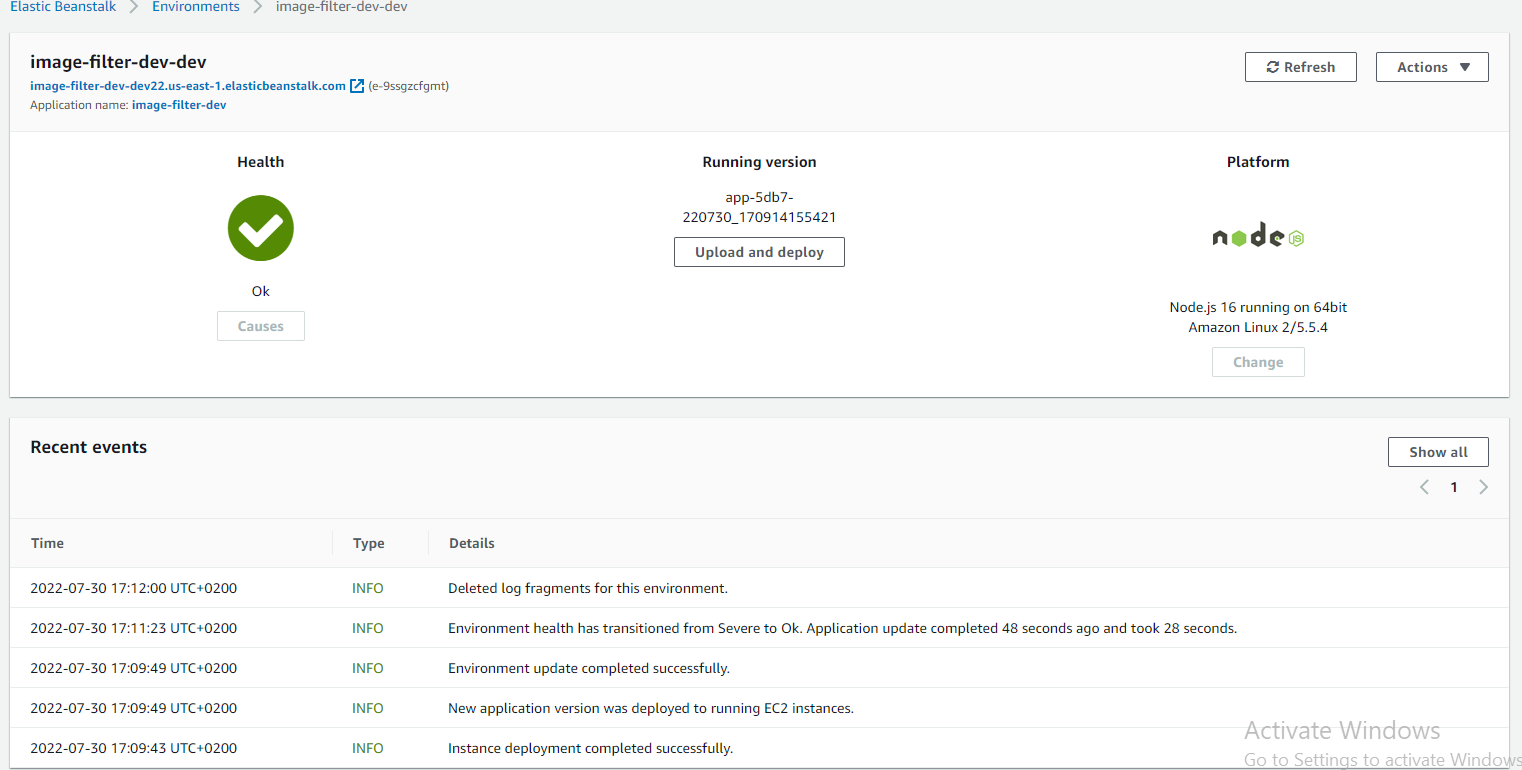 Elastic Beanstalk > Environments > image-filter-dev-dev
image-filter-dev-dev
Refresh
Actions ▼
image-filter-dev-dev22.us-east-1.elasticbeanstalk.com (e-9ssgzcfgmt)
Application name: image-filter-dev
Health
Ok
Causes
Running version
app-5db7-
220730_170914155421
Upload and deploy
Platform
node JS
Node.js 16 running on 64bit
Amazon Linux 2/5.5.4
Change
Recent events
Show all
< 1 >
Time Type Details
2022-07-30 17:12:00 UTC+0200 INFO Deleted log fragments for this environment.
2022-07-30 17:11:23 UTC+0200 INFO Environment health has transitioned from Severe to Ok. Application update completed 48 seconds ago and took 28 seconds.
2022-07-30 17:09:49 UTC+0200 INFO Environment update completed successfully.
2022-07-30 17:09:49 UTC+0200 INFO New application version was deployed to running EC2 instances.
2022-07-30 17:09:43 UTC+0200 INFO Instance deployment completed successfully.
Activate Windows
Go to Settings to activate Windows